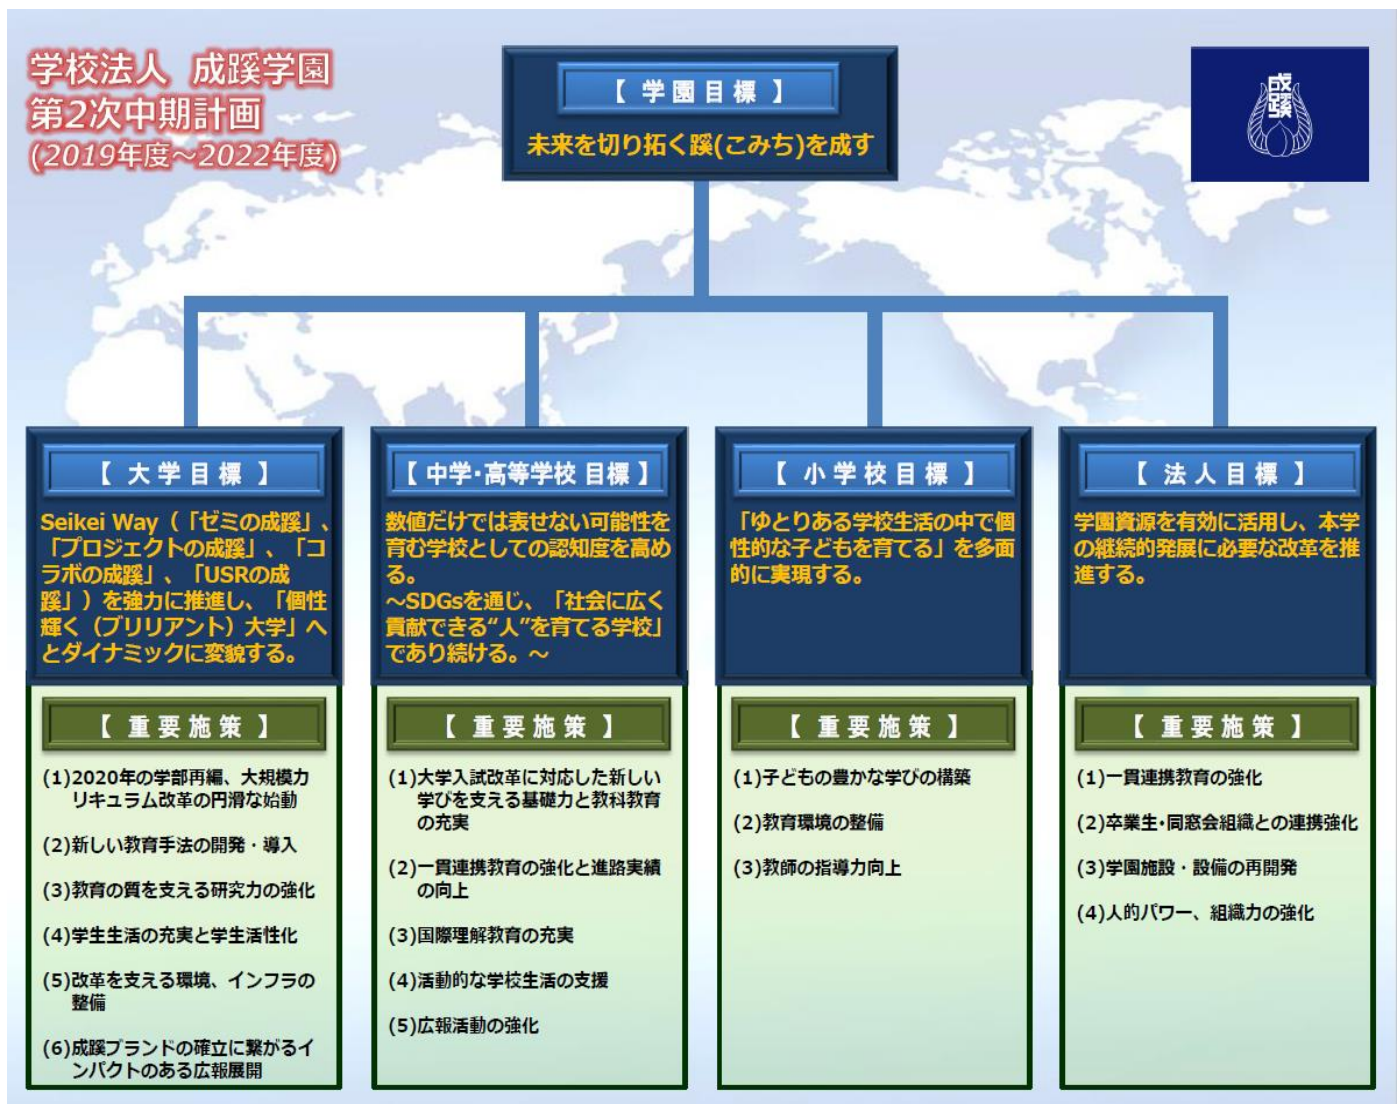 学校法人 成蹊学園
第2次中期計画
(2019年度～2022年度)
【 学園目標 】
未来を切り拓く蹊(こみち)を成す
成蹊
【 大学目標 】
Seikei Way（「ゼミの成蹊」、
「プロジェクトの成蹊」、「コ
ラボの成蹊」、「USRの成
蹊」）を強力に推進し、「個性
輝く（ブリリアント）大学」へ
とダイナミックに変貌する。
【 重要施策 】
(1)2020年の学部再編、大規模カ
リキュラム改革の円滑な始動
(2)新しい教育手法の開発・導入
(3)教育の質を支える研究力の強化
(4)学生生活の充実と学生活性化
(5)改革を支える環境、インフラの
整備
(6)成蹊ブランドの確立に繋がるイ
ンパクトのある広報展開
【 中学・高等学校 目標 】
数値だけでは表せない可能性を
育む学校としての認知度を高め
る。
～SDGsを通じ、「社会に広く
貢献できる“人”を育てる学校」
であり続ける。～
【 重要施策 】
(1)大学入試改革に対応した新しい
学びを支える基礎力と教科教育
の充実
(2)一貫連携教育の強化と進路実績
の向上
(3)国際理解教育の充実
(4)活動的な学校生活の支援
(5)広報活動の強化
【 小学校目標 】
「ゆとりある学校生活の中で個
性的な子どもを育てる」を多面
的に実現する。
【 重要施策 】
(1)子どもの豊かな学びの構築
(2)教育環境の整備
(3)教師の指導力向上
【 法人目標 】
学園資源を有効に活用し、本学
の継続的発展に必要な改革を推
進する。
【 重要施策 】
(1)一貫連携教育の強化
(2)卒業生・同窓会組織との連携強化
(3)学園施設・設備の再開発
(4)人的パワー、組織力の強化